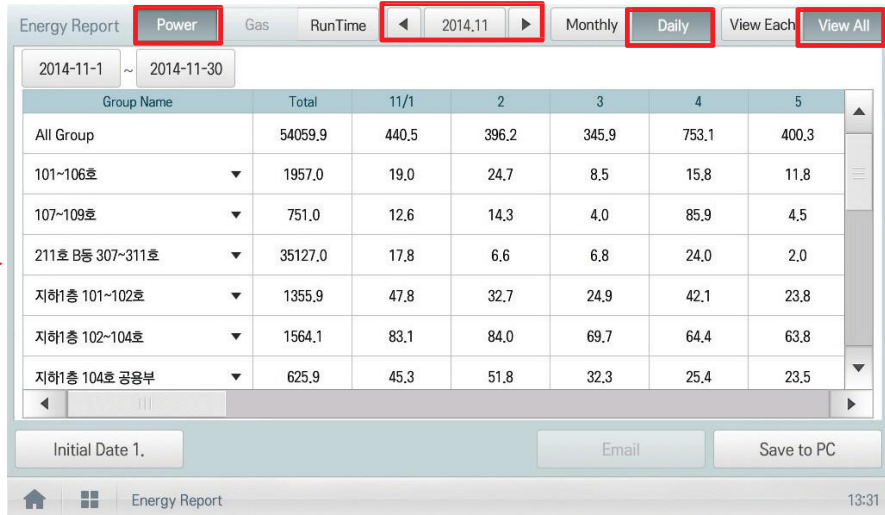 Energy Report Power Gas RunTime 2014.11 Monthly Daily View Each View All
2014-11-1 ~ 2014-11-30
Group Name Total 11/1 2 3 4 5
All Group 54059.9 440.5 396.2 345.9 753.1 400.3
101~106호 1957.0 19.0 24.7 8.5 15.8 11.8
107~109호 751.0 12.6 14.3 4.0 85.9 4.5
211호 B동 307~311호 35127.0 17.8 6.6 6.8 24.0 2.0
지하1층 101~102호 1355.9 47.8 32.7 24.9 42.1 23.8
지하1층 102~104호 1564.1 83.1 84.0 69.7 64.4 63.8
지하1층 104호 공용부 625.9 45.3 51.8 32.3 25.4 23.5
Initial Date 1. Email Save to PC
Energy Report 13:31